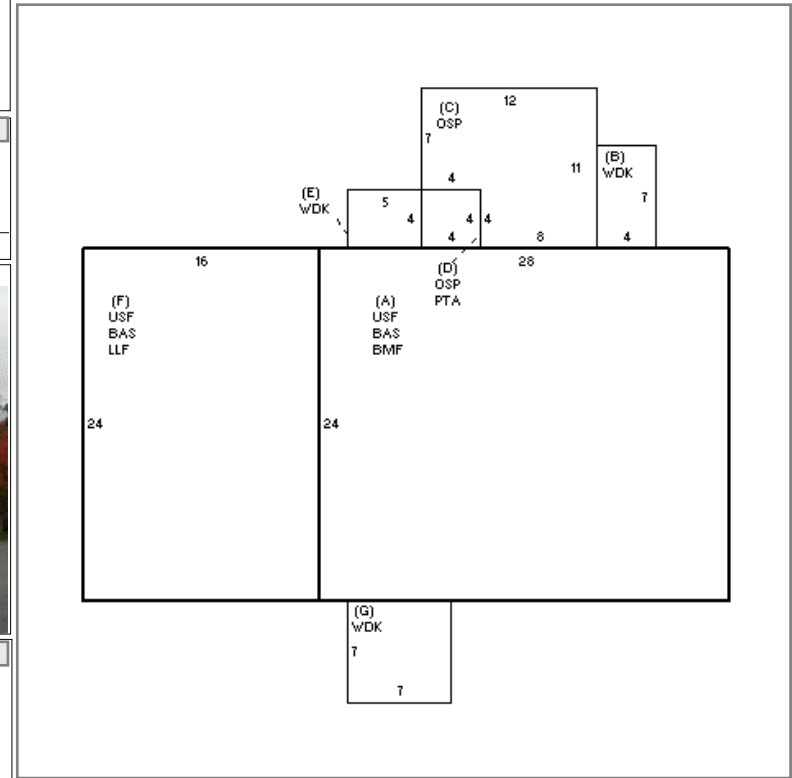 12
(C)
OSP
7
11
(B)
WDK
7
4
4
(E)
WDK
5
4
4
4
4
8
16
28
(D)
OSP
PTA
(F)
USF
BAS
LLF
(A)
USF
BAS
BMF
24
24
(G)
WDK
7
7